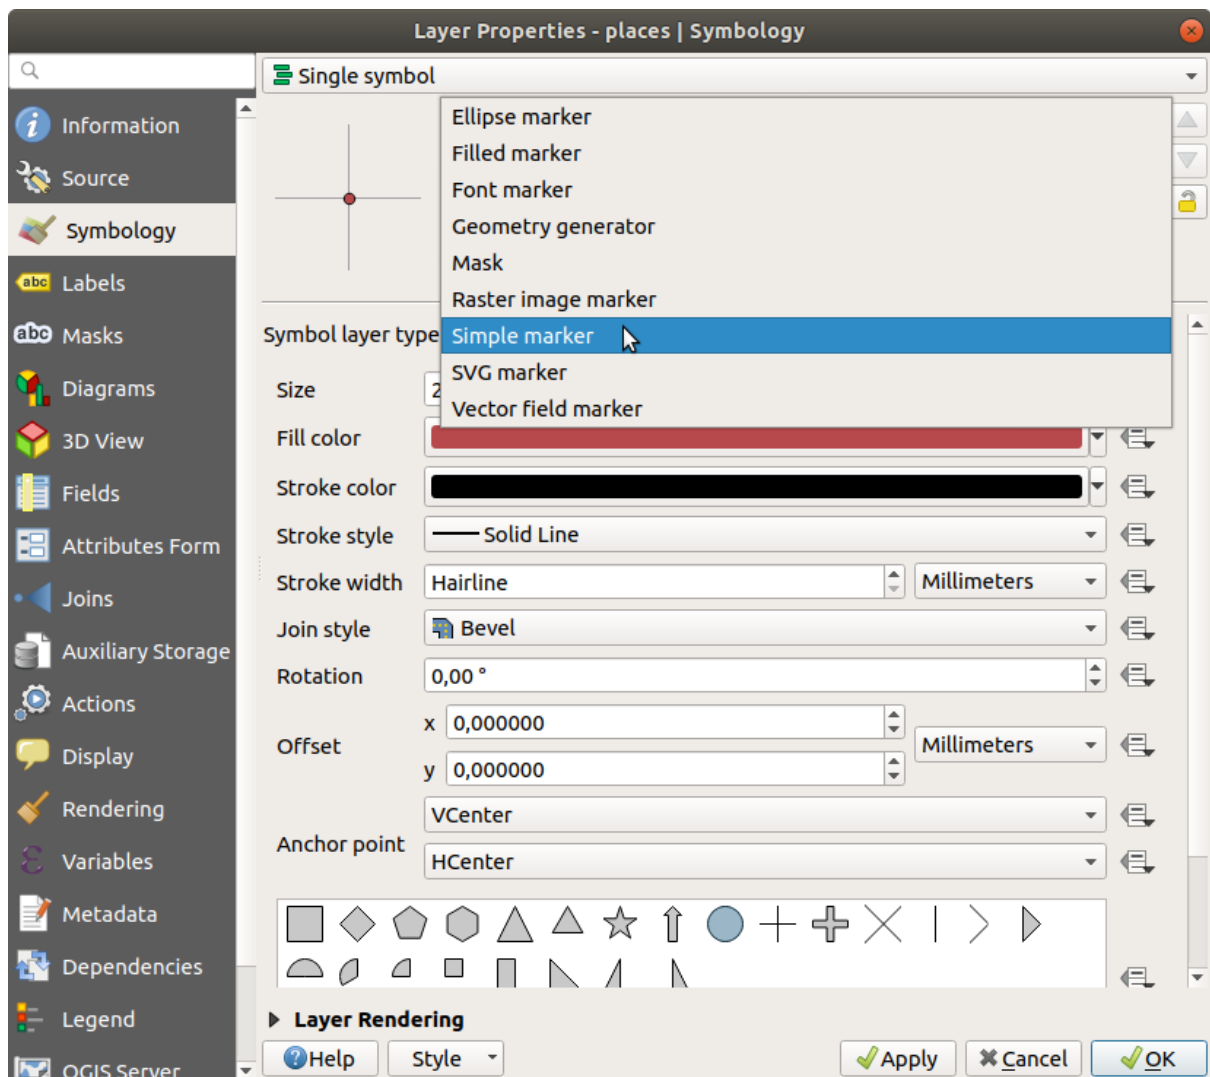 Layer Properties - places | Symbology
Single symbol
Information
Source
Symbology
Labels
Masks
Diagrams
3D View
Fields
Attributes Form
Joins
Auxiliary Storage
Actions
Display
Rendering
Variables
Metadata
Dependencies
Legend
QGIS Server
abc
abc
Ellipse marker
Filled marker
Font marker
Geometry generator
Mask
Raster image marker
Simple marker
SVG marker
Vector field marker
Symbol layer type
Size 2
Fill color
Stroke color
Stroke style Solid Line
Stroke width Hairline Millimeters
Join style Bevel
Rotation 0,00 °
Offset x 0,000000 Millimeters
y 0,000000
Anchor point VCenter
HCenter
Layer Rendering
Help Style Apply Cancel OK